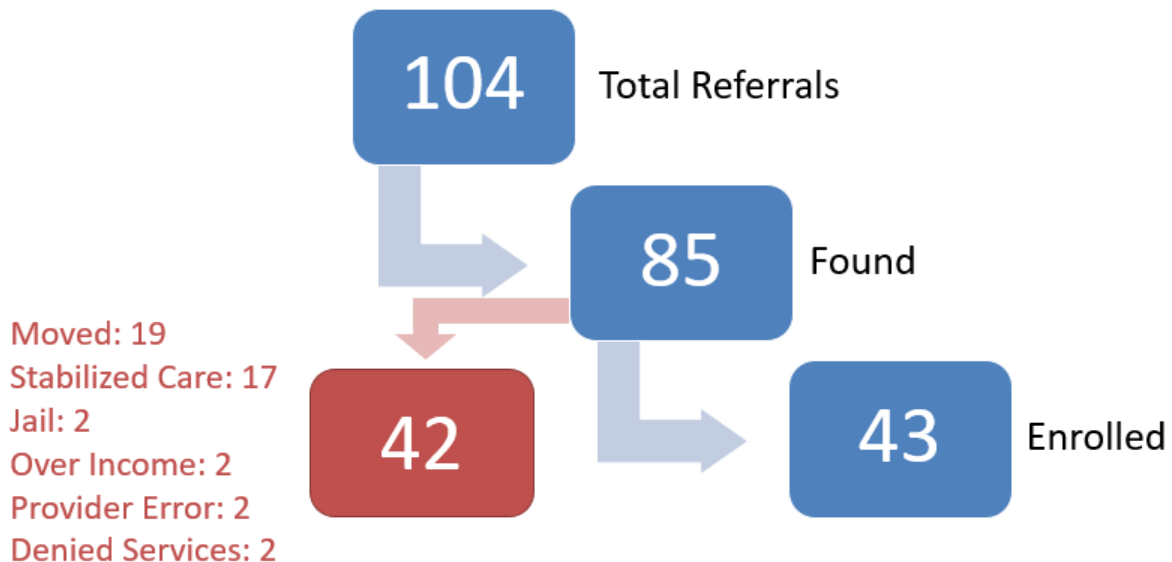 104
Total Referrals
85
Found
Moved: 19
Stabilized Care: 17
Jail: 2
Over Income: 2
Provider Error: 2
Denied Services: 2
42
43
Enrolled